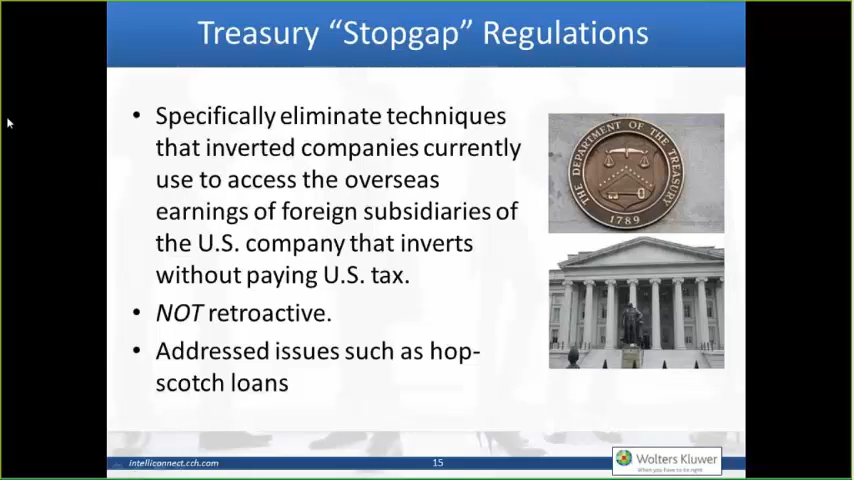 Treasury “Stopgap” Regulations
• Specifically eliminate techniques
that inverted companies currently
use to access the overseas
earnings of foreign subsidiaries of
the U.S. company that inverts
without paying U.S. tax.
• NOT retroactive.
• Addressed issues such as hop-
scotch loans
THE DEPARTMENT OF THE TREASURY
1789
intelliconnect.cch.com
15
Wolters Kluwer
When you have to be right